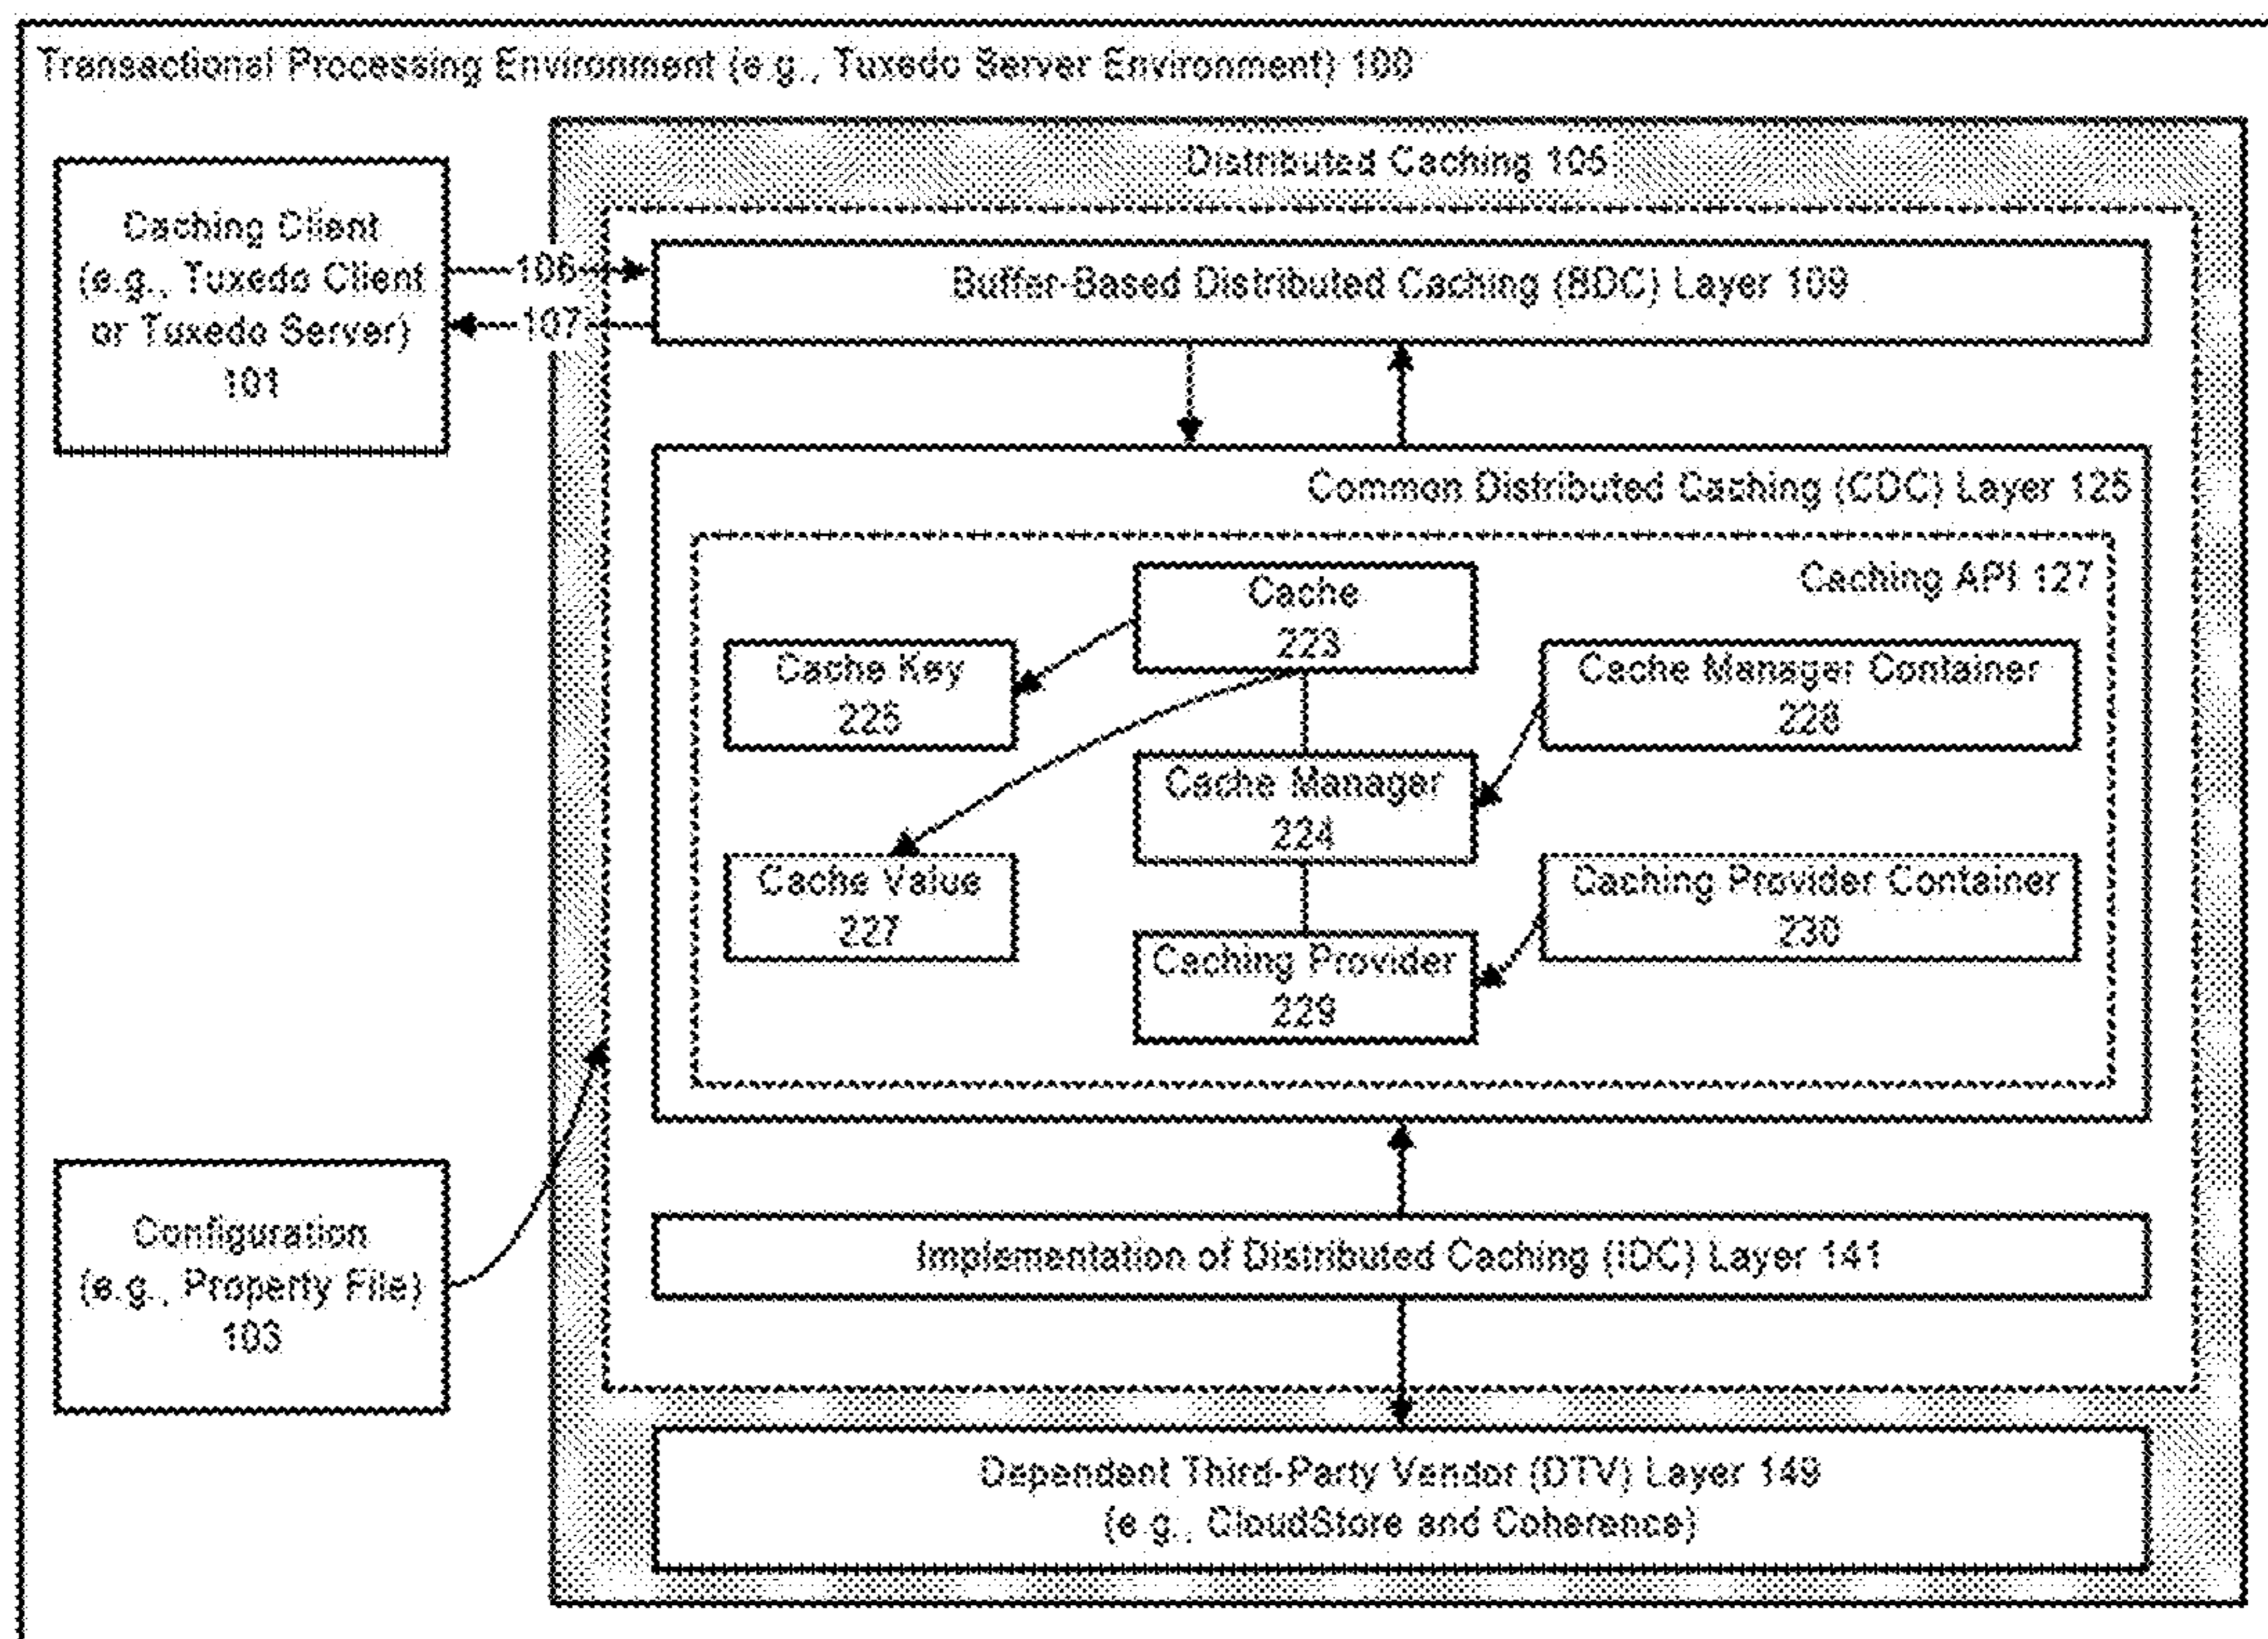 Transactional Processing Environment (e.g., Tuxedo Server Environment) 100
Distributed Caching 105
Caching Client
(e.g., Tuxedo Client
or Tuxedo Server)
101
106
107
Buffer-Based Distributed Caching (BDC) Layer 109
Common Distributed Caching (CDC) Layer 125
Caching API 127
Cache
223
Cache Key
225
Cache Manager Container
228
Cache Manager
224
Cache Value
227
Caching Provider Container
230
Caching Provider
229
Configuration
(e.g., Property File)
103
Implementation of Distributed Caching (IDC) Layer 141
Dependent Third-Party Vendor (DTV) Layer 149
(e.g., CloudStore and Coherence)